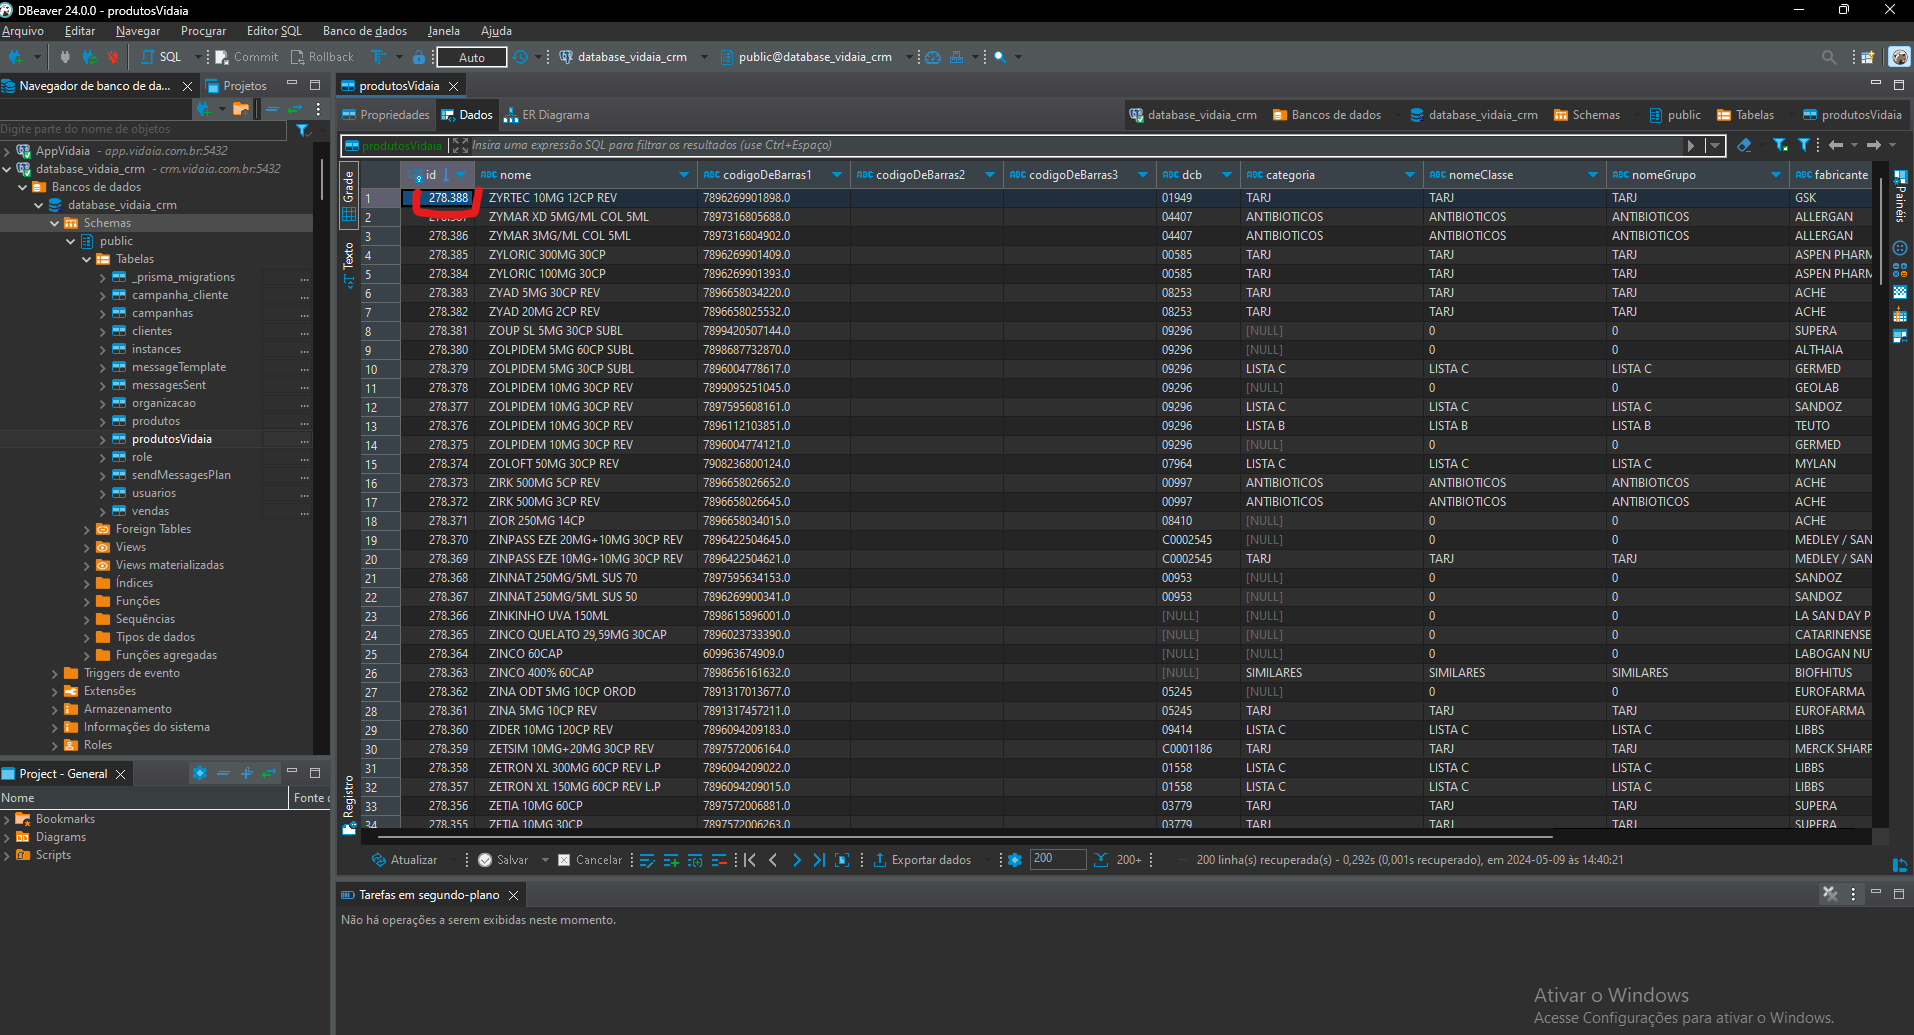 DBeaver 24.0.0 - produtosVidaia
Arquivo Editar Navegar Procurar Editor SQL Banco de dados Janela Ajuda
SQL Commit Rollback Auto database_vidaia_crm public@database_vidaia_crm
Navegador de banco de da... Projetos
Digite parte do nome de objetos
AppVidaia - app.vidaia.com.br:5432
database_vidaia_crm - crm.vidaia.com.br:5432
Bancos de dados
database_vidaia_crm
Schemas
public
Tabelas
_prisma_migrations ...
campanha_cliente ...
campanhas ...
clientes ...
instances ...
messageTemplate ...
messagesSent ...
organizacao ...
produtos ...
produtosVidaia ...
role ...
sendMessagesPlan ...
usuarios ...
vendas ...
Foreign Tables
Views
Views materializadas
Índices
Funções
Sequências
Tipos de dados
Funções agregadas
Triggers de evento
Extensões
Armazenamento
Informações do sistema
Roles
Project - General
Nome Fonte d
Bookmarks
Diagrams
Scripts
produtosVidaia
Propriedades Dados ER Diagrama database_vidaia_crm Bancos de dados database_vidaia_crm Schemas public Tabelas produtosVidaia
produtosVidaia Insira uma expressão SQL para filtrar os resultados (use Ctrl+Espaço)
Grade
Texto
Registro
Painéis
id ABC nome ABC codigoDeBarras1 ABC codigoDeBarras2 ABC codigoDeBarras3 ABC dcb ABC categoria ABC nomeClasse ABC nomeGrupo ABC fabricante
1 278.388 ZYRTEC 10MG 12CP REV 7896269901898.0 01949 TARJ TARJ TARJ GSK
2 278.387 ZYMAR XD 5MG/ML COL 5ML 7897316805688.0 04407 ANTIBIOTICOS ANTIBIOTICOS ANTIBIOTICOS ALLERGAN
3 278.386 ZYMAR 3MG/ML COL 5ML 7897316804902.0 04407 ANTIBIOTICOS ANTIBIOTICOS ANTIBIOTICOS ALLERGAN
4 278.385 ZYLORIC 300MG 30CP 7896269901409.0 00585 TARJ TARJ TARJ ASPEN PHARM
5 278.384 ZYLORIC 100MG 30CP 7896269901393.0 00585 TARJ TARJ TARJ ASPEN PHARM
6 278.383 ZYAD 5MG 30CP REV 7896658034220.0 08253 TARJ TARJ TARJ ACHE
7 278.382 ZYAD 20MG 2CP REV 7896658025532.0 08253 TARJ TARJ TARJ ACHE
8 278.381 ZOUP SL 5MG 30CP SUBL 7899420507144.0 09296 [NULL] 0 0 SUPERA
9 278.380 ZOLPIDEM 5MG 60CP SUBL 7898687732870.0 09296 [NULL] 0 0 ALTHAIA
10 278.379 ZOLPIDEM 5MG 30CP SUBL 7896004778617.0 09296 LISTA C LISTA C LISTA C GERMED
11 278.378 ZOLPIDEM 10MG 30CP REV 7899095251045.0 09296 [NULL] 0 0 GEOLAB
12 278.377 ZOLPIDEM 10MG 30CP REV 7897595608161.0 09296 LISTA C LISTA C LISTA C SANDOZ
13 278.376 ZOLPIDEM 10MG 30CP REV 7896112103851.0 09296 LISTA B LISTA B LISTA B TEUTO
14 278.375 ZOLPIDEM 10MG 30CP REV 7896004774121.0 09296 [NULL] 0 0 GERMED
15 278.374 ZOLOFT 50MG 30CP REV 7908236800124.0 07964 LISTA C LISTA C LISTA C MYLAN
16 278.373 ZIRK 500MG 5CP REV 7896658026652.0 00997 ANTIBIOTICOS ANTIBIOTICOS ANTIBIOTICOS ACHE
17 278.372 ZIRK 500MG 3CP REV 7896658026645.0 00997 ANTIBIOTICOS ANTIBIOTICOS ANTIBIOTICOS ACHE
18 278.371 ZIOR 250MG 14CP 7896658034015.0 08410 [NULL] 0 0 ACHE
19 278.370 ZINPASS EZE 20MG+10MG 30CP REV 7896422504645.0 C0002545 [NULL] 0 0 MEDLEY / SAN
20 278.369 ZINPASS EZE 10MG+10MG 30CP REV 7896422504621.0 C0002545 TARJ TARJ TARJ MEDLEY / SAN
21 278.368 ZINNAT 250MG/5ML SUS 70 7897595634153.0 00953 [NULL] 0 0 SANDOZ
22 278.367 ZINNAT 250MG/5ML SUS 50 7896269900341.0 00953 [NULL] 0 0 SANDOZ
23 278.366 ZINKINHO UVA 150ML 7898615896001.0 [NULL] [NULL] 0 0 LA SAN DAY P
24 278.365 ZINCO QUELATO 29,59MG 30CAP 7896023733390.0 [NULL] [NULL] 0 0 CATARINENSE
25 278.364 ZINCO 60CAP 609963674909.0 [NULL] [NULL] 0 0 LABOGAN NUT
26 278.363 ZINCO 400% 60CAP 7898656161632.0 [NULL] SIMILARES SIMILARES SIMILARES BIOFHITUS
27 278.362 ZINA ODT 5MG 10CP OROD 7891317013677.0 05245 [NULL] 0 0 EUROFARMA
28 278.361 ZINA 5MG 10CP REV 7891317457211.0 05245 TARJ TARJ TARJ EUROFARMA
29 278.360 ZIDER 10MG 120CP REV 7896094209183.0 09414 LISTA C LISTA C LISTA C LIBBS
30 278.359 ZETSIM 10MG+20MG 30CP REV 7897572006164.0 C0001186 TARJ TARJ TARJ MERCK SHARP
31 278.358 ZETRON XL 300MG 60CP REV L.P 7896094209022.0 01558 LISTA C LISTA C LISTA C LIBBS
32 278.357 ZETRON XL 150MG 60CP REV L.P 7896094209015.0 01558 LISTA C LISTA C LISTA C LIBBS
33 278.356 ZETIA 10MG 60CP 7897572006881.0 03779 TARJ TARJ TARJ SUPERA
34 278.355 ZETIA 10MG 30CP 7897572006263.0 03779 TARJ TARJ TARJ SUPERA
Atualizar Salvar Cancelar Exportar dados 200 200+ 200 linha(s) recuperada(s) - 0,292s (0,001s recuperado), em 2024-05-09 às 14:40:21
Tarefas em segundo-plano
Não há operações a serem exibidas neste momento.
Ativar o Windows
Acesse Configurações para ativar o Windows.